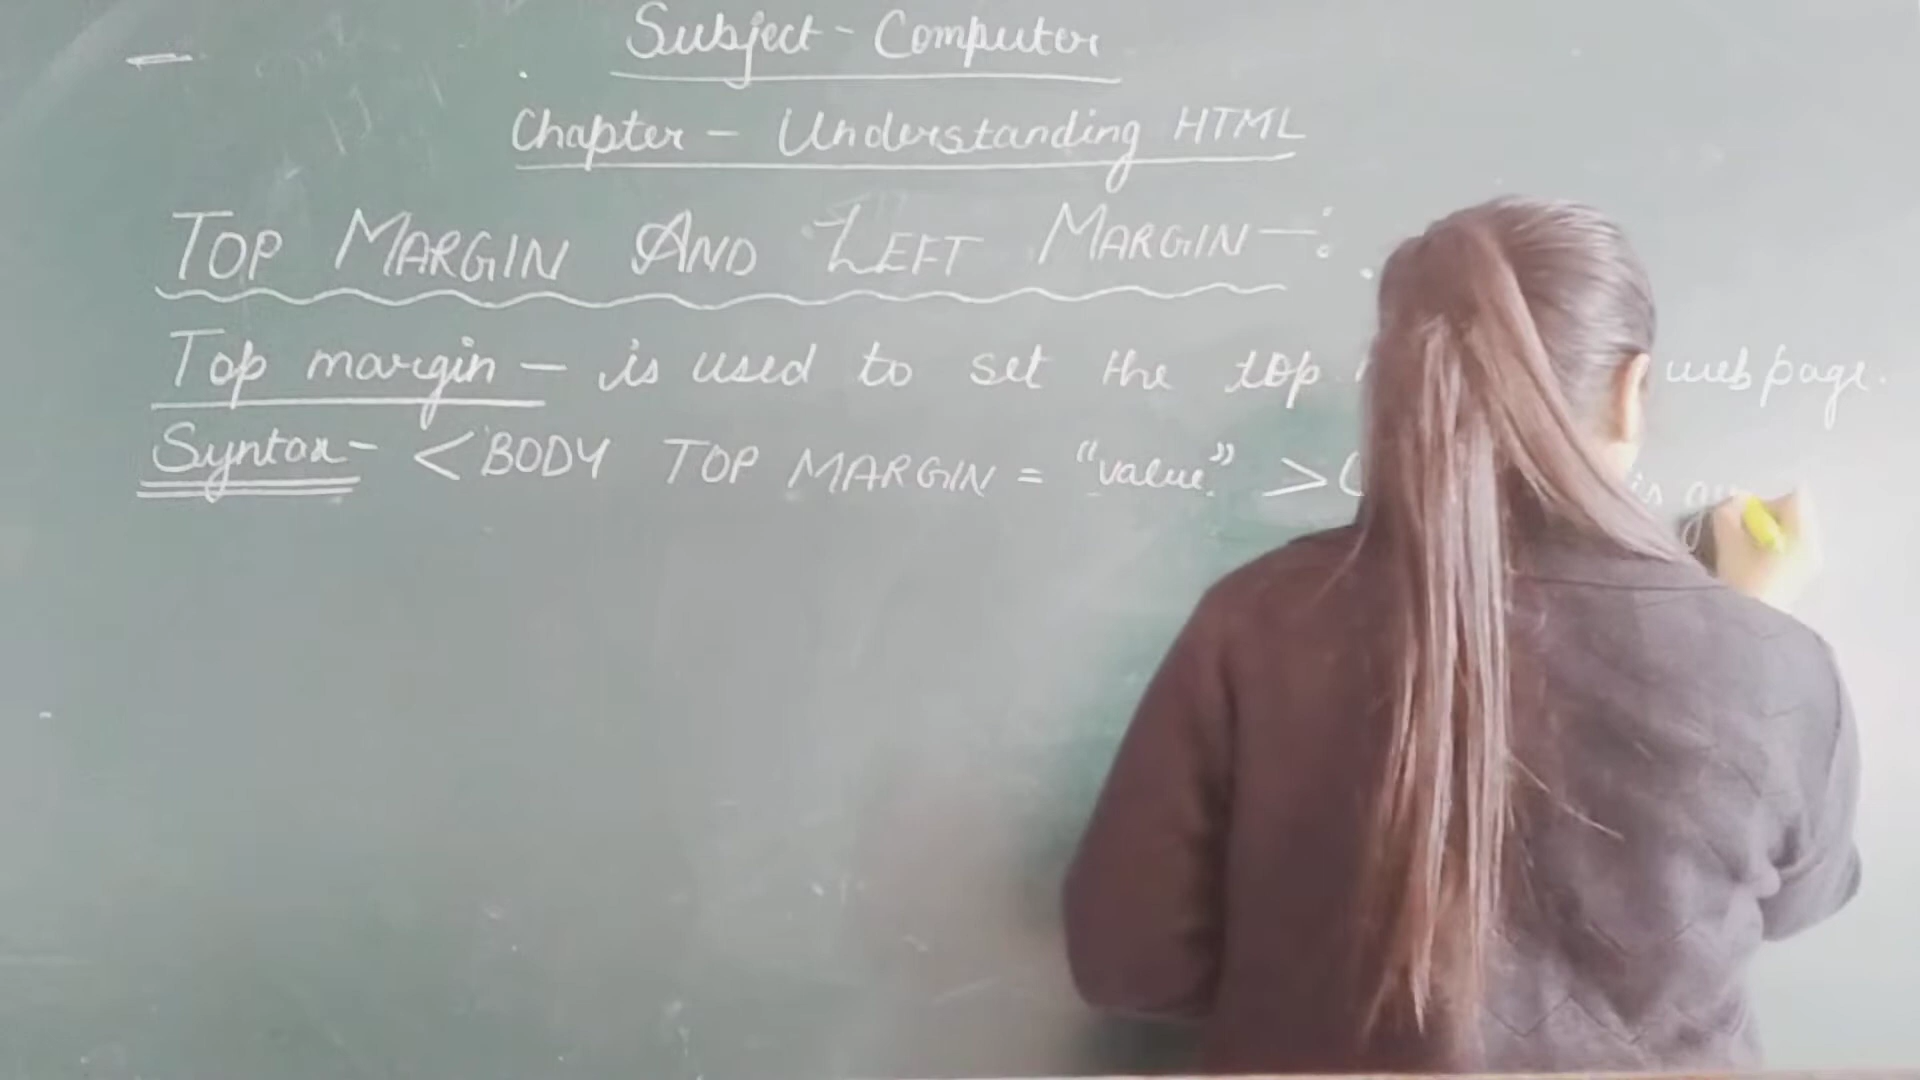 Subject - Computer
Chapter - Understanding HTML
TOP MARGIN AND LEFT MARGIN -:
Top margin - is used to set the top webpage.
Syntax - < BODY TOP MARGIN = "value" > ( is